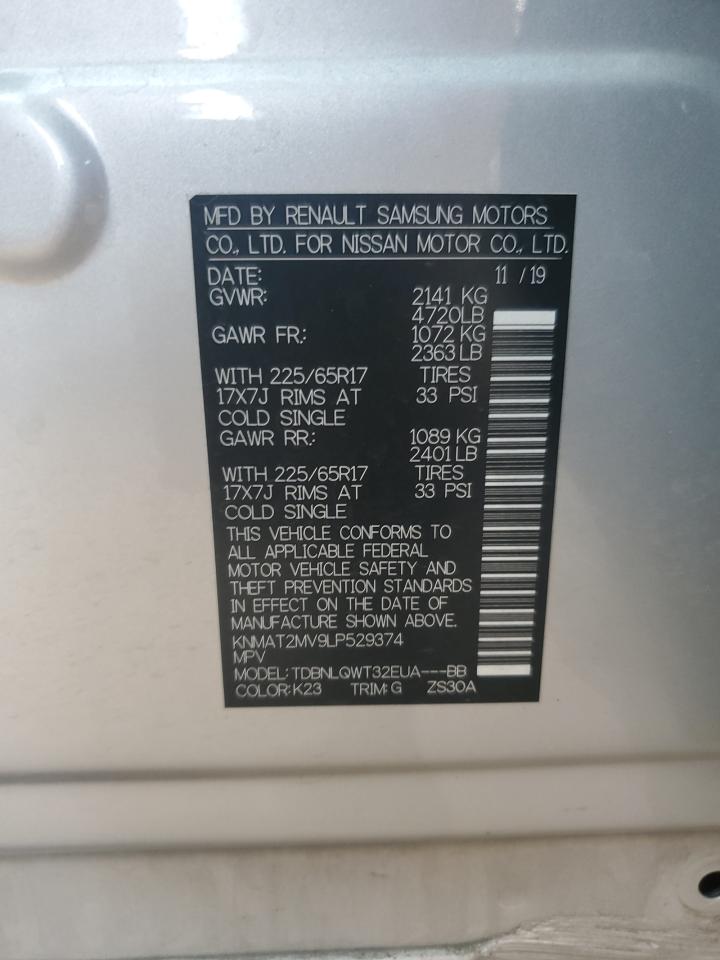 MFD BY RENAULT SAMSUNG MOTORS
CO., LTD. FOR NISSAN MOTOR CO., LTD.
DATE: 11 / 19
GVWR: 2141 KG
4720LB
GAWR FR.: 1072 KG
2363 LB
WITH 225/65R17 TIRES
17X7J RIMS AT 33 PSI
COLD SINGLE
GAWR RR.: 1089 KG
2401 LB
WITH 225/65R17 TIRES
17X7J RIMS AT 33 PSI
COLD SINGLE
THIS VEHICLE CONFORMS TO
ALL APPLICABLE FEDERAL
MOTOR VEHICLE SAFETY AND
THEFT PREVENTION STANDARDS
IN EFFECT ON THE DATE OF
MANUFACTURE SHOWN ABOVE.
KNMAT2MV9LP529374
MPV
MODEL: TDBNLQWT32EUA---BB
COLOR: K23 TRIM: G ZS30A